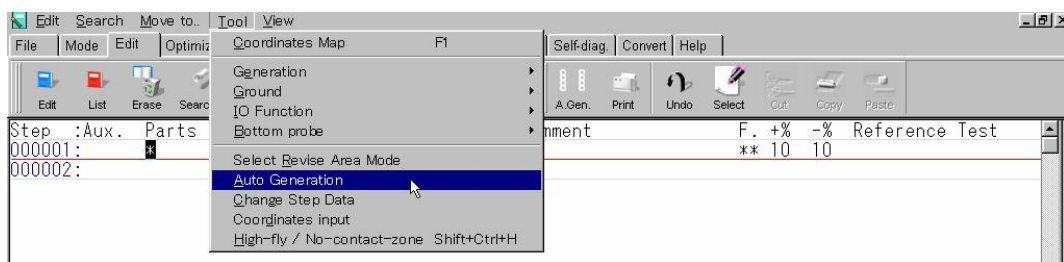 Edit Search Move to.. Tool View
File Mode Edit Optimiz Self-diag. Convert Help
Coordinates Map F1
Generation
Ground
IO Function
Bottom probe
Select Revise Area Mode
Auto Generation
Change Step Data
Coordinates input
High-fly / No-contact-zone Shift+Ctrl+H
Edit List Erase Searc A.Gen. Print Undo Select Cut Copy Paste
Step :Aux. Parts mment F. +% -% Reference Test
000001: * ** 10 10
000002: